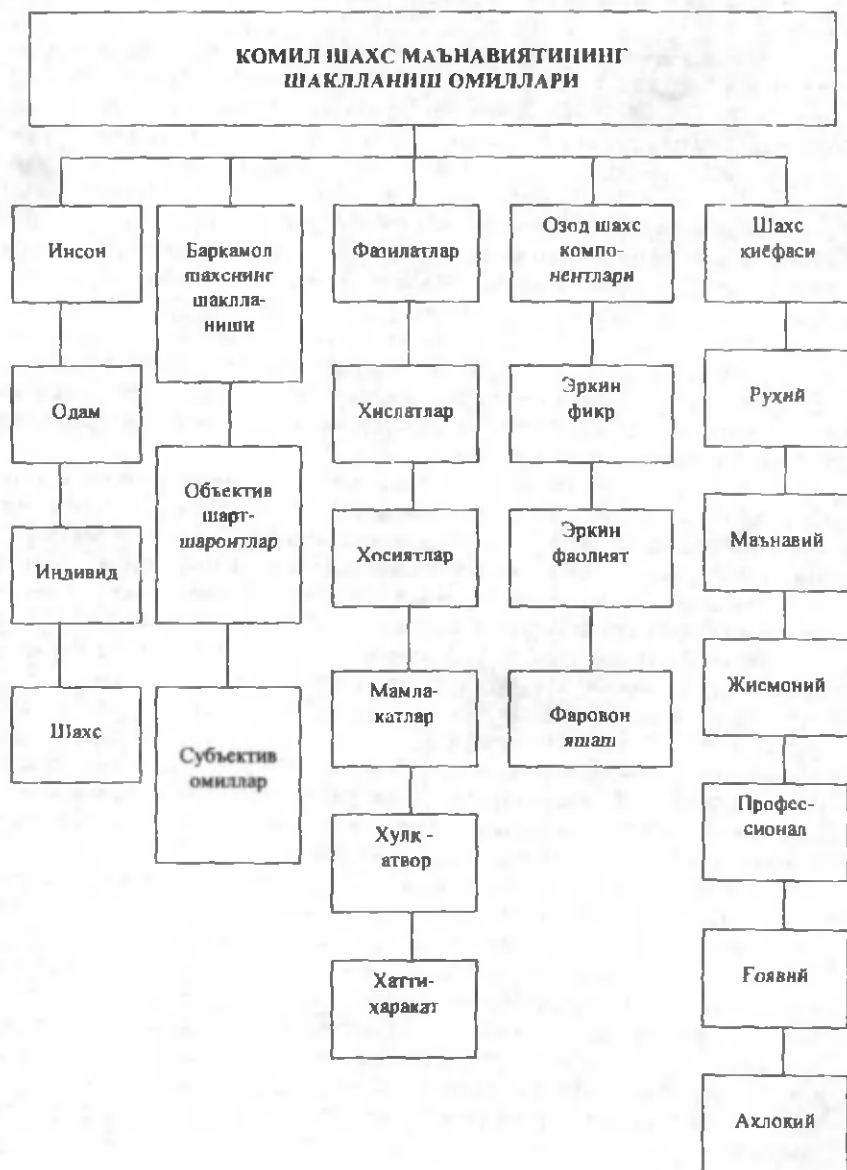 КОМИЛ ШАХС МАЪНАВИЯТИНИНГ
ШАКЛЛАНИШ ОМИЛЛАРИ
Инсон
Одам
Индивид
Шахс
Баркамол
шахснинг
шаклла-
ниши
Объектив
шарт-
шароитлар
Субъектив
омиллар
Фазилатлар
Хислатлар
Хосиятлар
Мамла-
катлар
Хулк -
атвор
Хатти-
ҳаракат
Озод шахс
компо-
нентлари
Эркин
фикр
Эркин
фаолият
Фаровон
яшаш
Шахс
қиёфаси
Руҳий
Маънавий
Жисмоний
Профес-
сионал
Ғоявий
Ахлокий